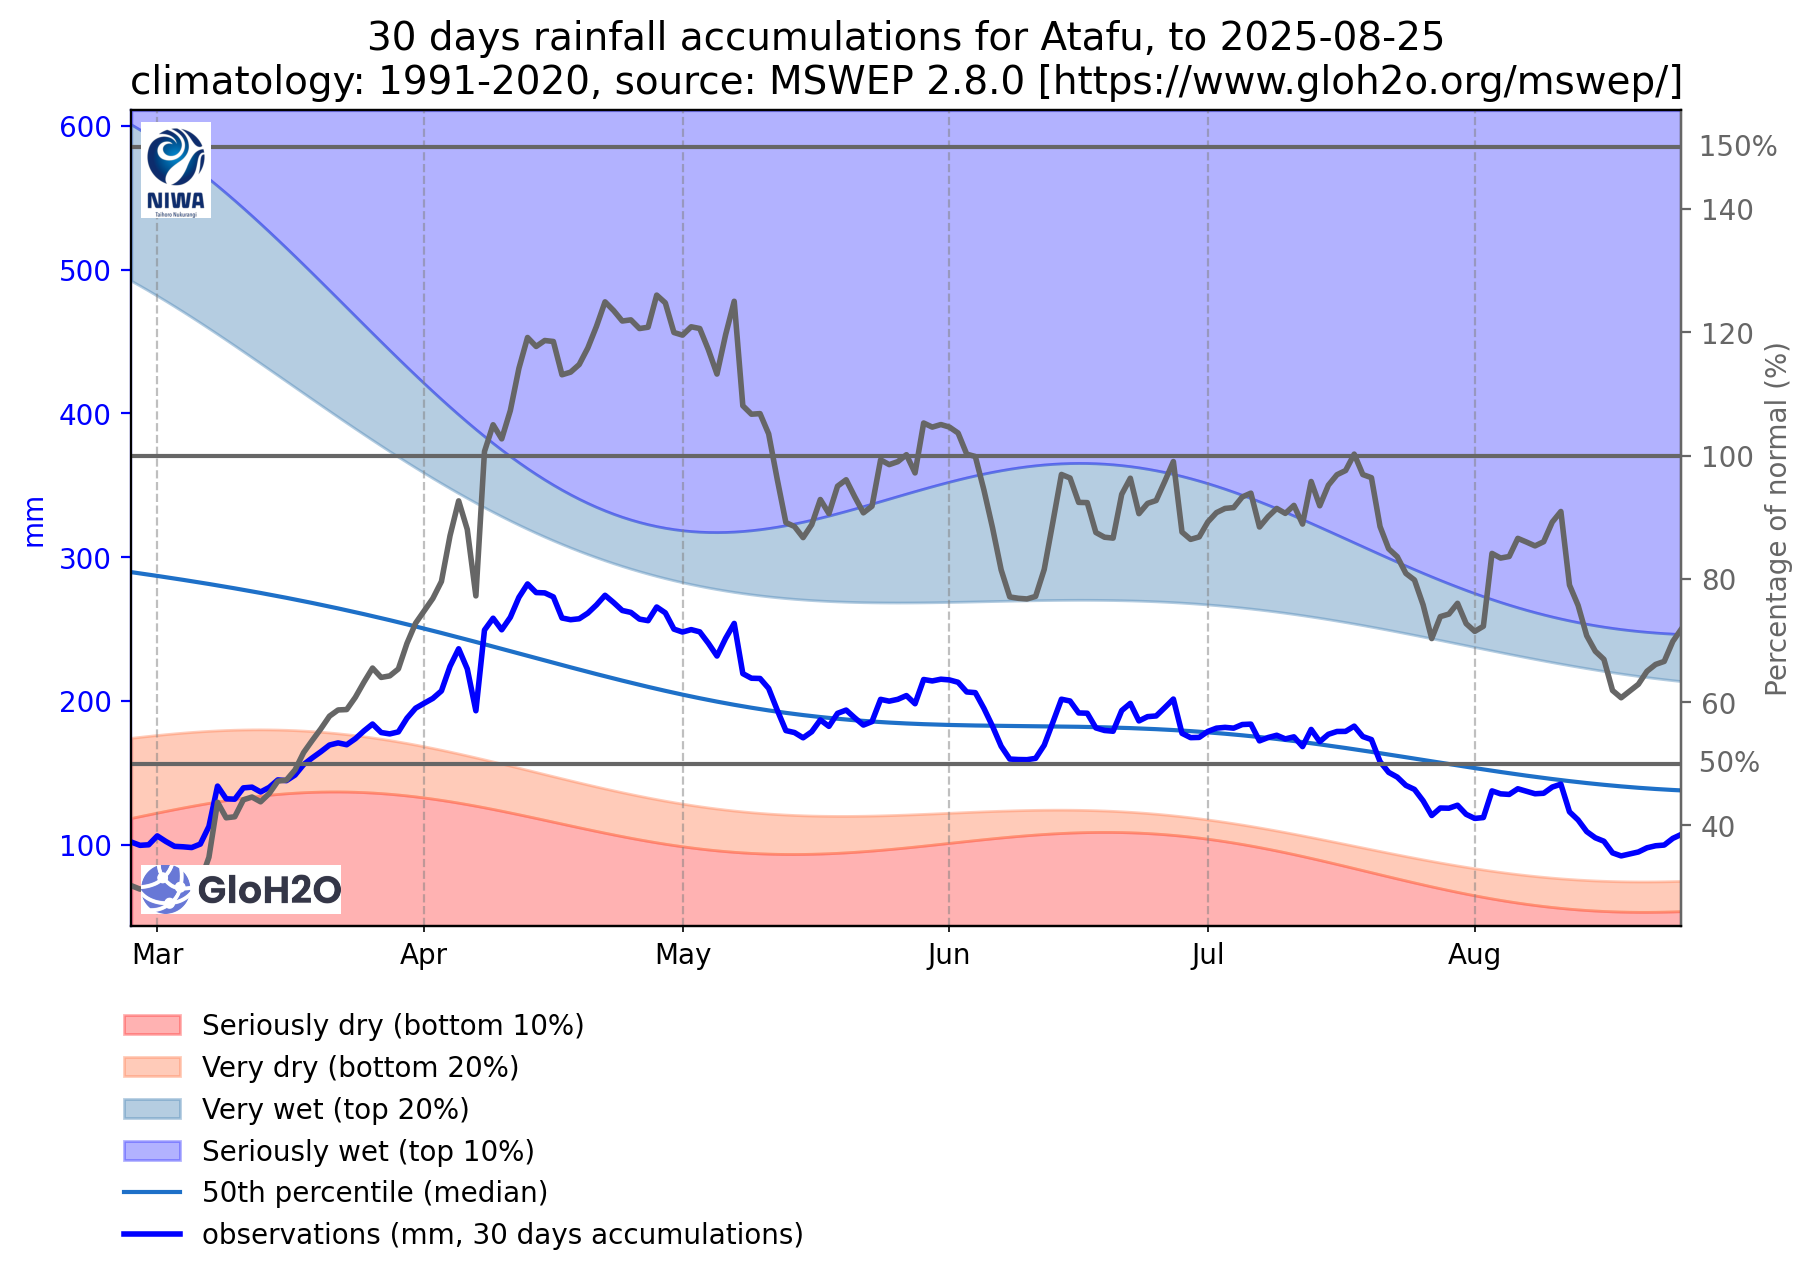 30 days rainfall accumulations for Atafu, to 2025-08-25
climatology: 1991-2020, source: MSWEP 2.8.0 [https://www.gloh2o.org/mswep/]
600
500
400
300
200
100
mm
NIWA
Taihoro Nukurangi
GloH2O
150%
140
120
100
80
60
50%
40
Percentage of normal (%)
Mar Apr May Jun Jul Aug
Seriously dry (bottom 10%)
Very dry (bottom 20%)
Very wet (top 20%)
Seriously wet (top 10%)
50th percentile (median)
observations (mm, 30 days accumulations)